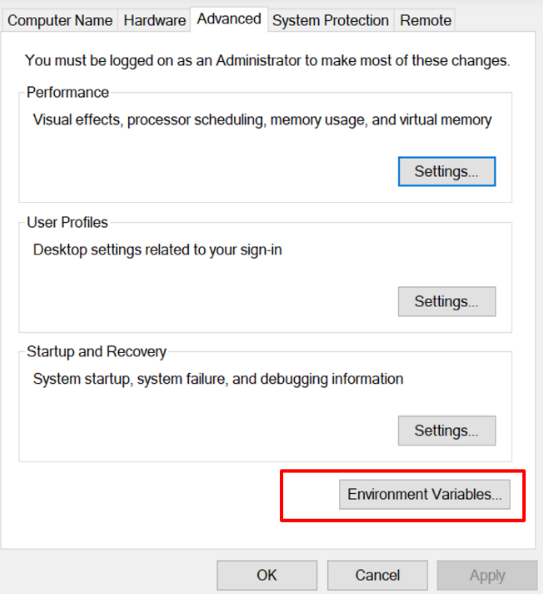 Computer Name Hardware Advanced System Protection Remote
You must be logged on as an Administrator to make most of these changes.
Performance
Visual effects, processor scheduling, memory usage, and virtual memory
Settings...
User Profiles
Desktop settings related to your sign-in
Settings...
Startup and Recovery
System startup, system failure, and debugging information
Settings...
Environment Variables...
OK Cancel Apply